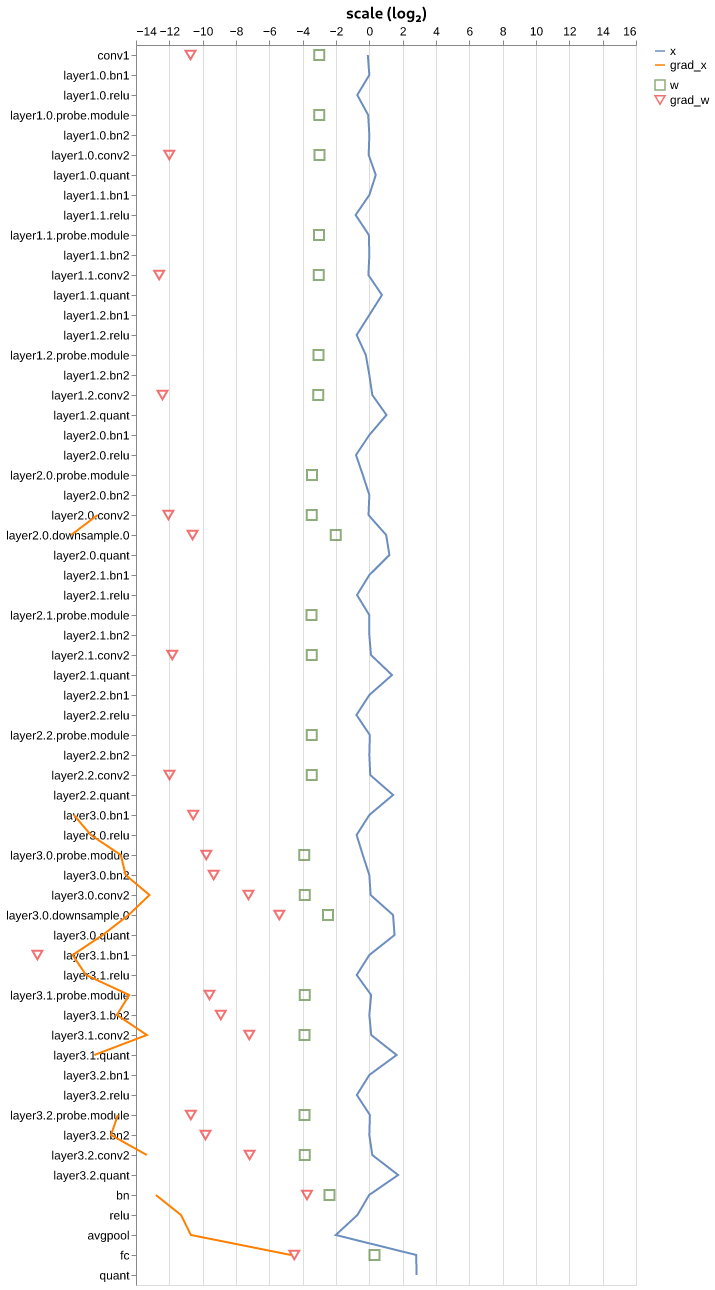 scale (log₂)
−14 −12 −10 −8 −6 −4 −2 0 2 4 6 8 10 12 14 16
x
grad_x
w
grad_w
conv1
layer1.0.bn1
layer1.0.relu
layer1.0.probe.module
layer1.0.bn2
layer1.0.conv2
layer1.0.quant
layer1.1.bn1
layer1.1.relu
layer1.1.probe.module
layer1.1.bn2
layer1.1.conv2
layer1.1.quant
layer1.2.bn1
layer1.2.relu
layer1.2.probe.module
layer1.2.bn2
layer1.2.conv2
layer1.2.quant
layer2.0.bn1
layer2.0.relu
layer2.0.probe.module
layer2.0.bn2
layer2.0.conv2
layer2.0.downsample.0
layer2.0.quant
layer2.1.bn1
layer2.1.relu
layer2.1.probe.module
layer2.1.bn2
layer2.1.conv2
layer2.1.quant
layer2.2.bn1
layer2.2.relu
layer2.2.probe.module
layer2.2.bn2
layer2.2.conv2
layer2.2.quant
layer3.0.bn1
layer3.0.relu
layer3.0.probe.module
layer3.0.bn2
layer3.0.conv2
layer3.0.downsample.0
layer3.0.quant
layer3.1.bn1
layer3.1.relu
layer3.1.probe.module
layer3.1.bn2
layer3.1.conv2
layer3.1.quant
layer3.2.bn1
layer3.2.relu
layer3.2.probe.module
layer3.2.bn2
layer3.2.conv2
layer3.2.quant
bn
relu
avgpool
fc
quant